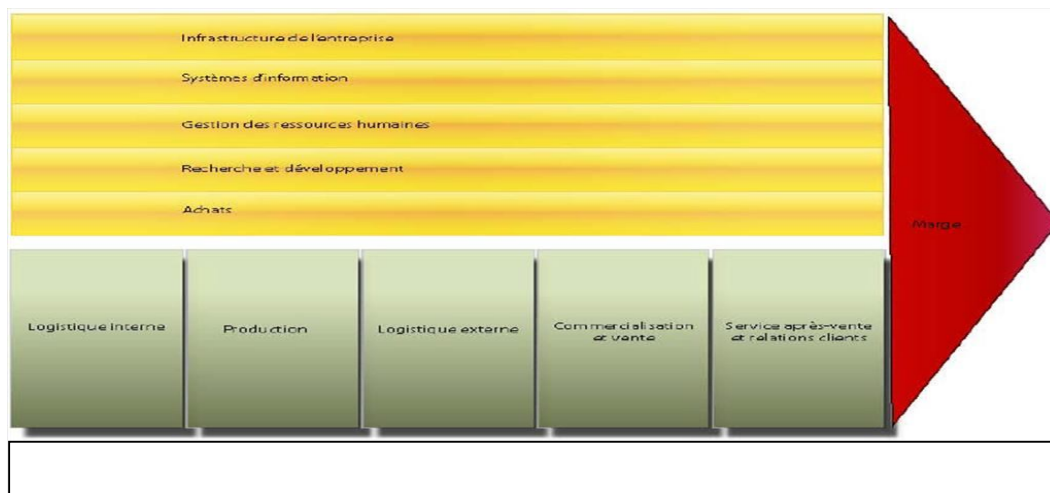 Infrastructure de l'entreprise
Systèmes d'information
Gestion des ressources humaines
Recherche et développement
Achats
Marge
Logistique interne
Production
Logistique externe
Commercialisation
et vente
Service après-vente
et relations clients